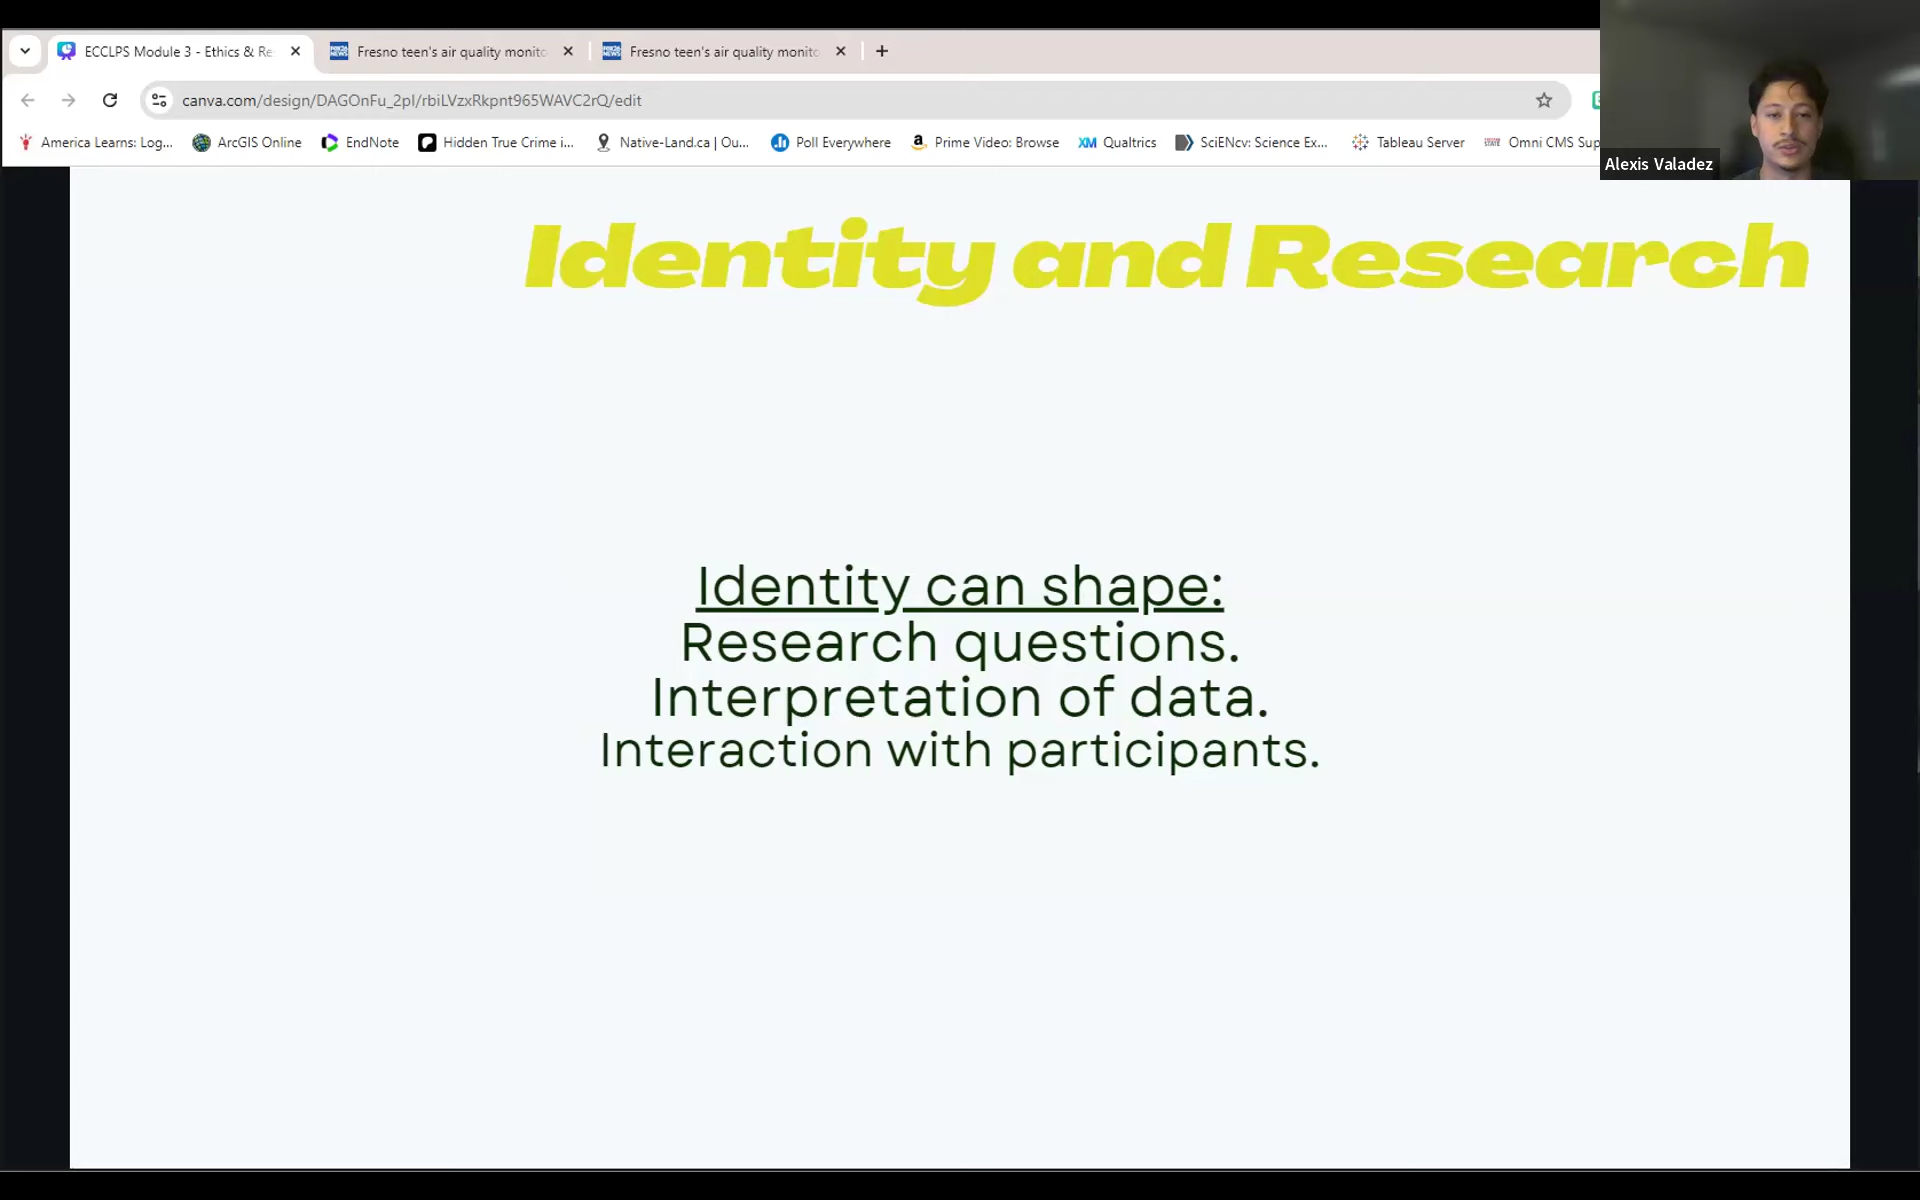 ECCLPS Module 3 - Ethics & Re
Fresno teen's air quality monito
Fresno teen's air quality monito
canva.com/design/DAGOnFu_2pI/rbiLVzxRkpnt965WAVC2rQ/edit
America Learns: Log...
ArcGIS Online
EndNote
Hidden True Crime i...
Native-Land.ca | Ou...
Poll Everywhere
Prime Video: Browse
XM Qualtrics
SciENcv: Science Ex...
Tableau Server
Omni CMS Sup
Alexis Valadez
Identity and Research
Identity can shape:
Research questions.
Interpretation of data.
Interaction with participants.